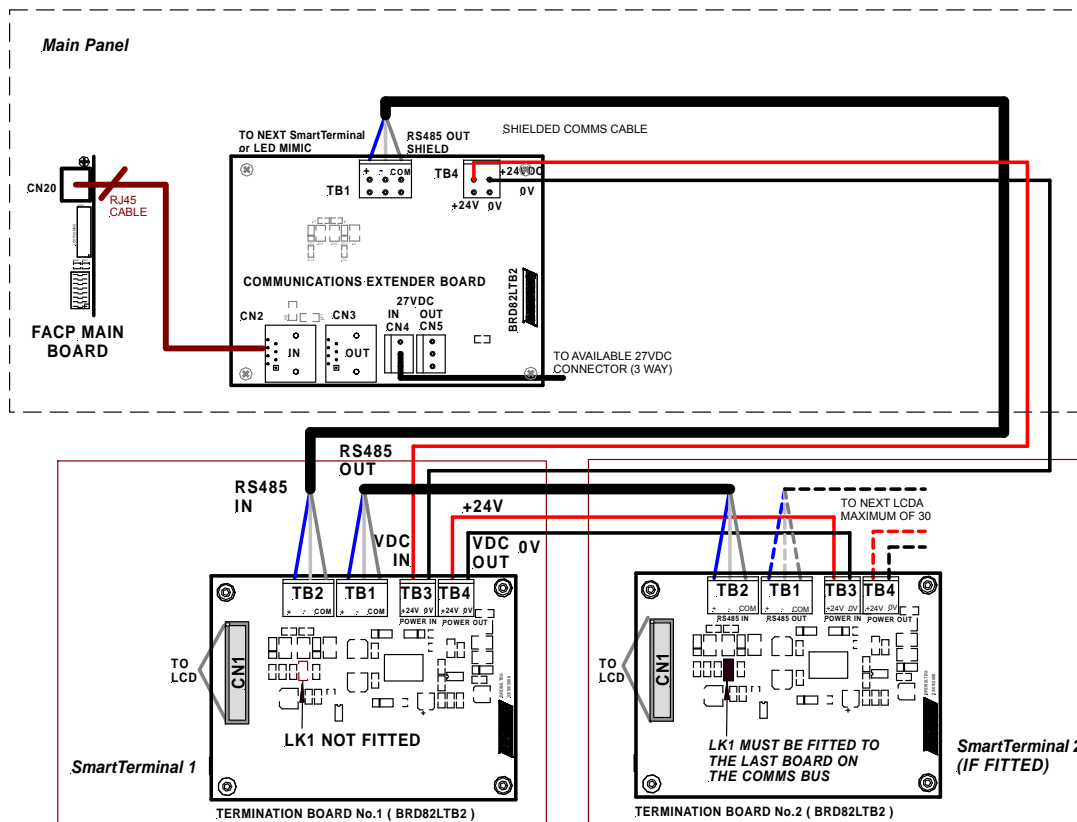 Main Panel
TO NEXT SmartTerminal
or LED MIMIC
RS485 OUT
SHIELD
SHIELDED COMMS CABLE
CN20
RJ45
CABLE
FACP MAIN
BOARD
+ - COM
TB1
TB4
+24VDC
0V
+24V 0V
COMMUNICATIONS EXTENDER BOARD
BRD82LTB2
CN2
CN3
27VDC
IN OUT
CN4 CN5
IN
OUT
TO AVAILABLE 27VDC
CONNECTOR (3 WAY)
RS485
OUT
RS485
IN
+24V
VDC
IN
VDC
OUT
0V
TO NEXT LCDA
MAXIMUM OF 30
TB2 TB1 TB3 TB4
+ - COM + - COM +24V 0V +24V 0V
POWER IN POWER OUT
TO
LCD
CN1
LK1 NOT FITTED
SmartTerminal 1
TERMINATION BOARD No.1 ( BRD82LTB2 )
TB2 TB1 TB3 TB4
+ - COM + - COM +24V 0V +24V 0V
RS485 IN RS485 OUT POWER IN POWER OUT
TO
LCD
CN1
LK1 MUST BE FITTED TO
THE LAST BOARD ON
THE COMMS BUS
SmartTerminal 2
(IF FITTED)
TERMINATION BOARD No.2 ( BRD82LTB2 )